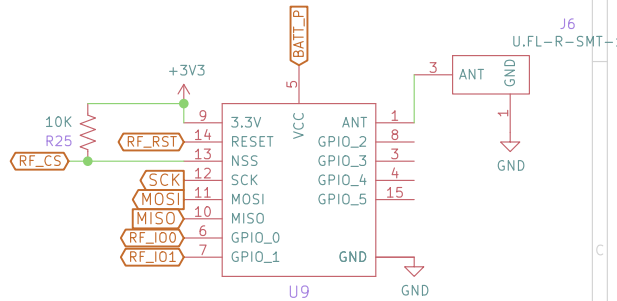 J6
U.FL-R-SMT-
BATT_P
+3V3
5
3 ANT GND
10K
R25
9 3.3V VCC ANT 1
1
RF_RST 14 RESET GPIO_2 8
RF_CS 13 NSS GPIO_3 3
GND
SCK 12 SCK GPIO_4 4
MOSI 11 MOSI GPIO_5 15
MISO 10 MISO
RF_IO0 6 GPIO_0
RF_IO1 7 GPIO_1 GND
C
U9
GND